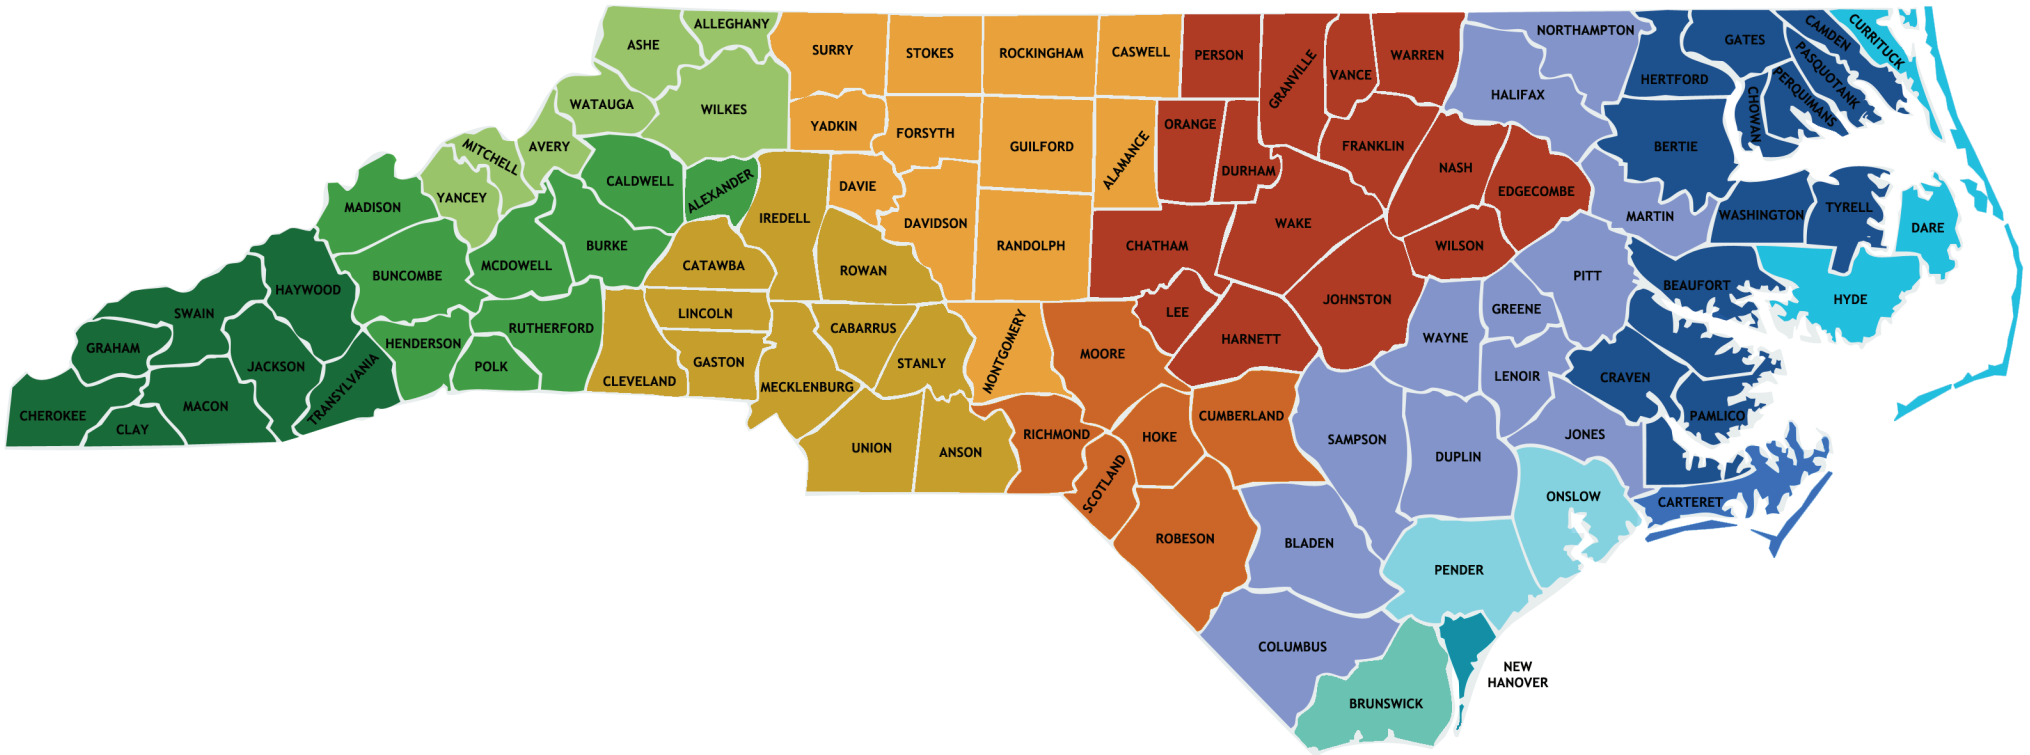 ALLEGHANY
ASHE
SURRY
STOKES
ROCKINGHAM
CASWELL
PERSON
GRANVILLE
VANCE
WARREN
NORTHAMPTON
HALIFAX
HERTFORD
GATES
CAMDEN
CURRITUCK
PASQUOTANK
PERQUIMANS
CHOWAN
BERTIE
WATAUGA
WILKES
YADKIN
FORSYTH
GUILFORD
ALAMANCE
ORANGE
DURHAM
FRANKLIN
NASH
EDGECOMBE
MARTIN
WASHINGTON
TYRELL
DARE
MITCHELL
AVERY
YANCEY
CALDWELL
ALEXANDER
IREDELL
DAVIE
DAVIDSON
RANDOLPH
CHATHAM
WAKE
WILSON
PITT
BEAUFORT
HYDE
MADISON
BUNCOMBE
MCDOWELL
BURKE
CATAWBA
ROWAN
HAYWOOD
SWAIN
GRAHAM
JACKSON
HENDERSON
RUTHERFORD
POLK
LINCOLN
GASTON
CLEVELAND
CABARRUS
STANLY
MECKLENBURG
MONTGOMERY
MOORE
LEE
HARNETT
JOHNSTON
WAYNE
GREENE
LENOIR
CRAVEN
PAMLICO
CHEROKEE
CLAY
MACON
TRANSYLVANIA
UNION
ANSON
RICHMOND
SCOTLAND
HOKE
CUMBERLAND
SAMPSON
DUPLIN
JONES
ONSLOW
CARTERET
ROBESON
BLADEN
PENDER
COLUMBUS
BRUNSWICK
NEW
HANOVER